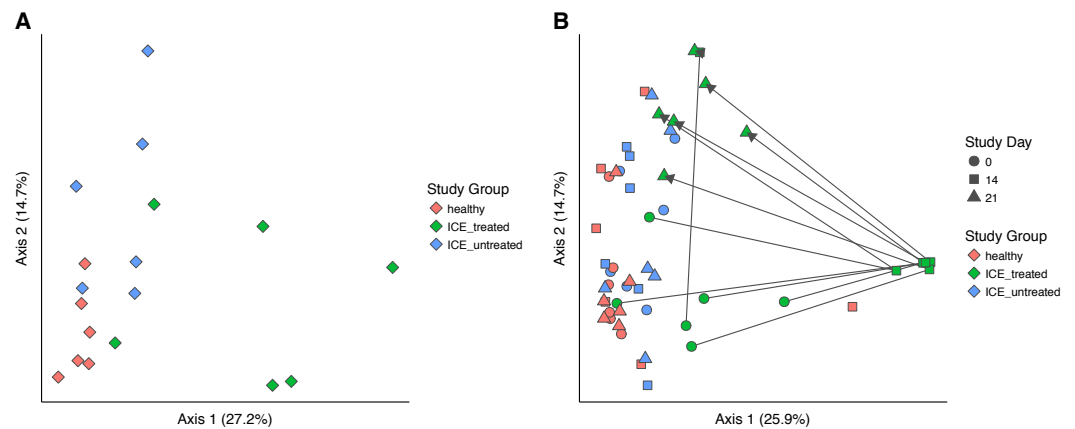 A
Axis 2 (14.7%)
Axis 1 (27.2%)
Study Group
healthy
ICE_treated
ICE_untreated
B
Axis 2 (14.7%)
Axis 1 (25.9%)
Study Day
0
14
21
Study Group
healthy
ICE_treated
ICE_untreated